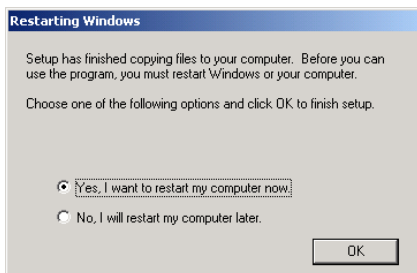 Restarting Windows
Setup has finished copying files to your computer. Before you can
use the program, you must restart Windows or your computer.
Choose one of the following options and click OK to finish setup.
Yes, I want to restart my computer now.
No, I will restart my computer later.
OK